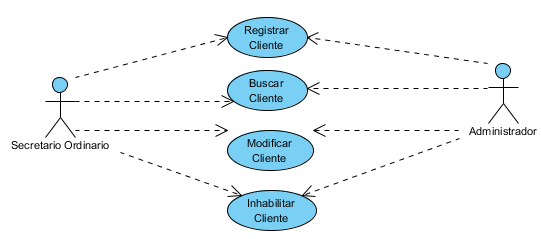 Registrar
Cliente
Buscar
Cliente
Secretario Ordinario
Administrador
Modificar
Cliente
Inhabilitar
Cliente